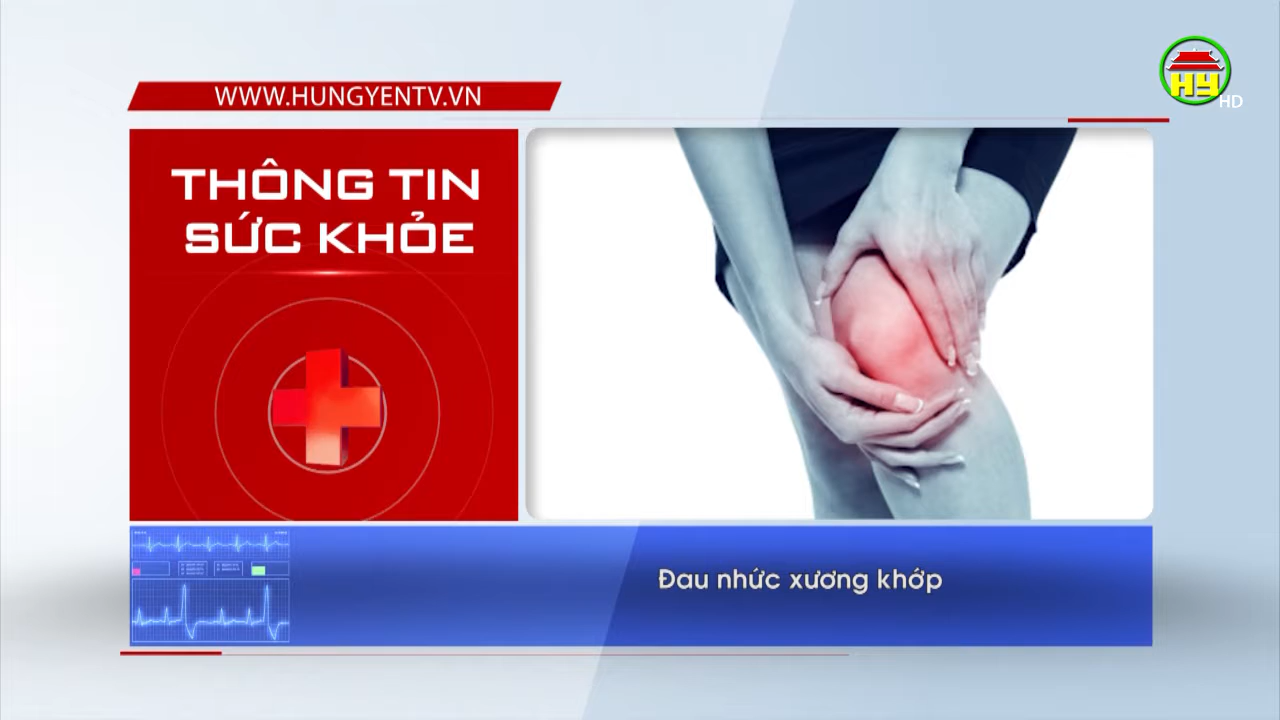 WWW.HUNGYENTV.VN
HY
HD
THÔNG TIN
SỨC KHỎE
Đau nhức xương khớp